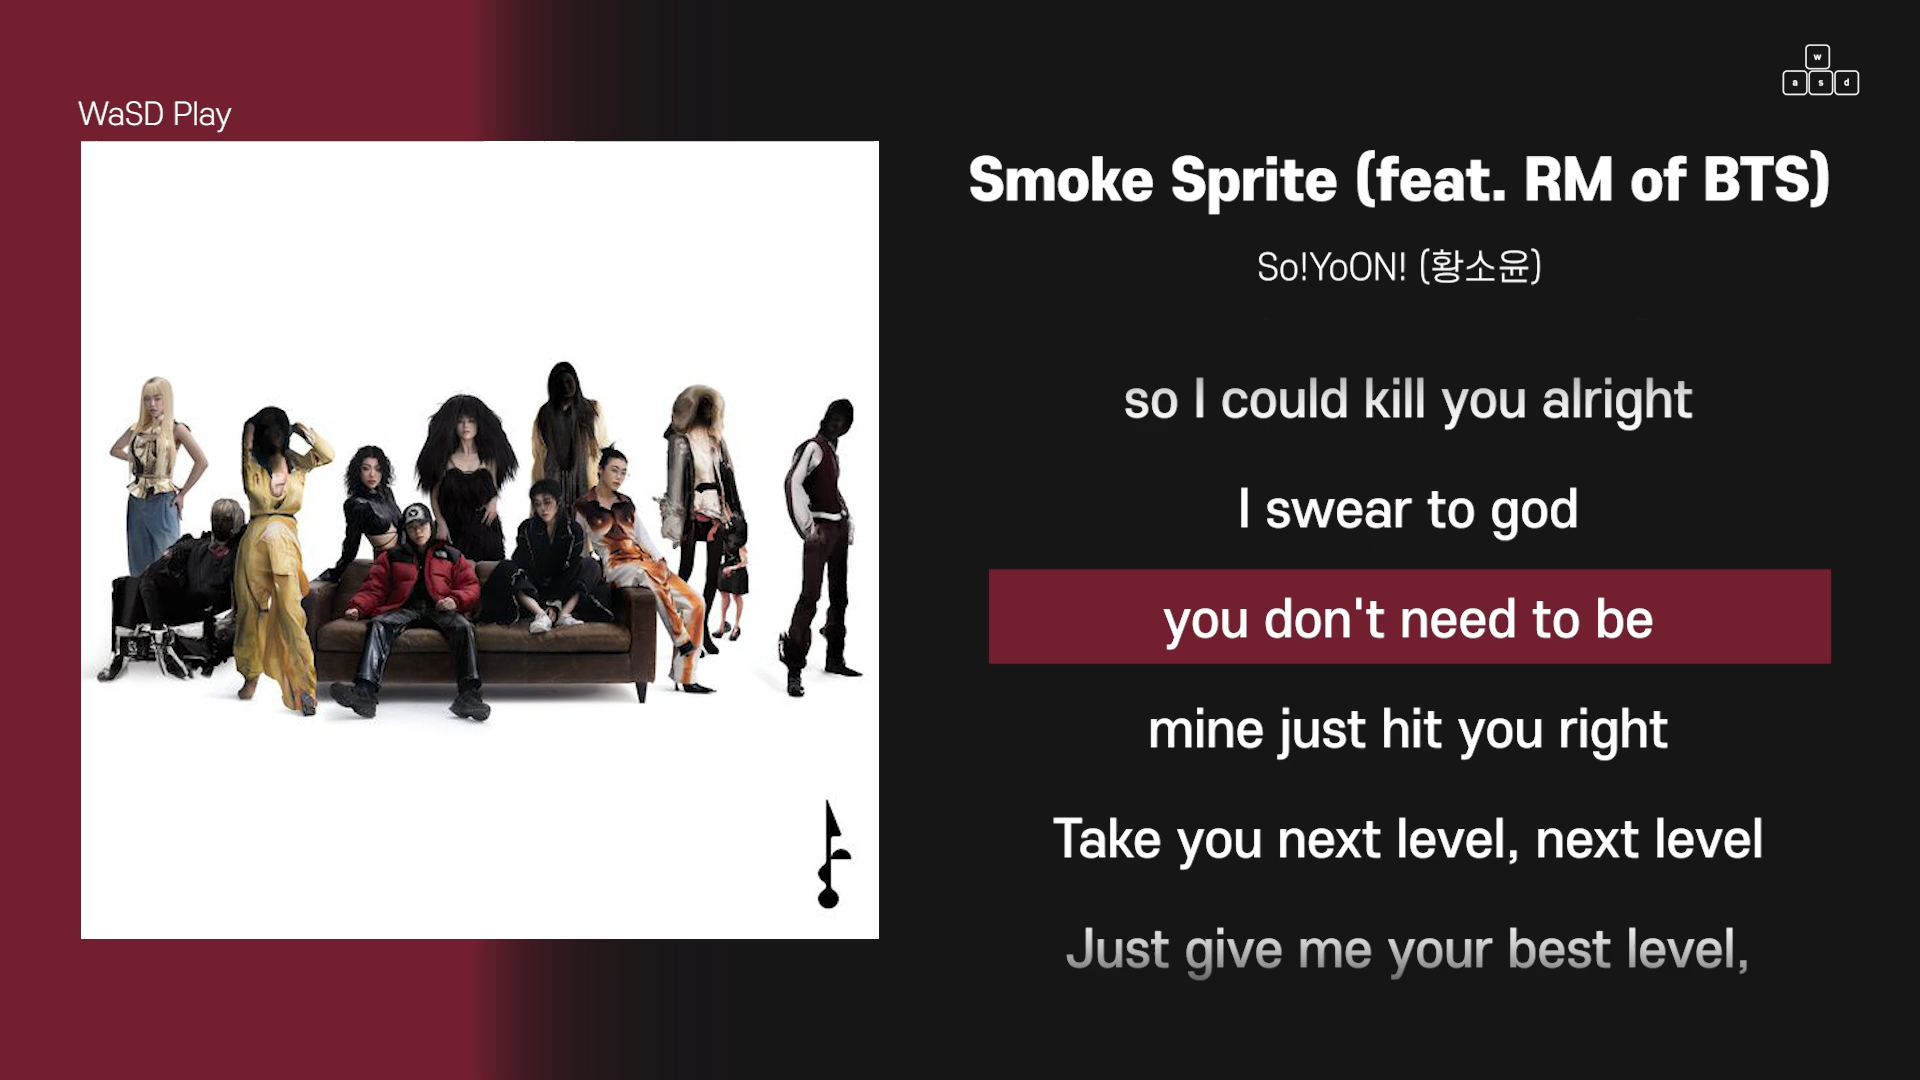 WaSD Play
w
a s d
Smoke Sprite (feat. RM of BTS)
So!YoON! (황소윤)
so I could kill you alright
I swear to god
you don't need to be
mine just hit you right
Take you next level, next level
Just give me your best level,